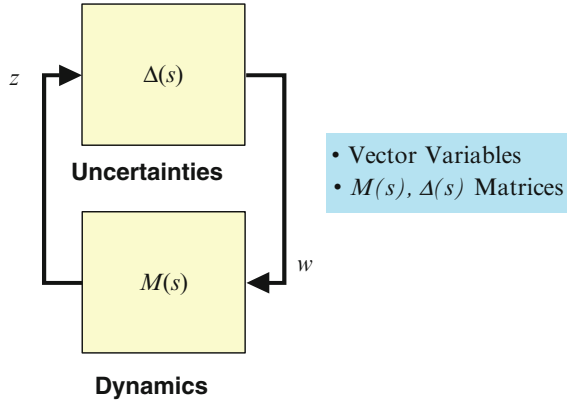 Δ(s)
z
Uncertainties
• Vector Variables
• M(s), Δ(s) Matrices
w
M(s)
Dynamics